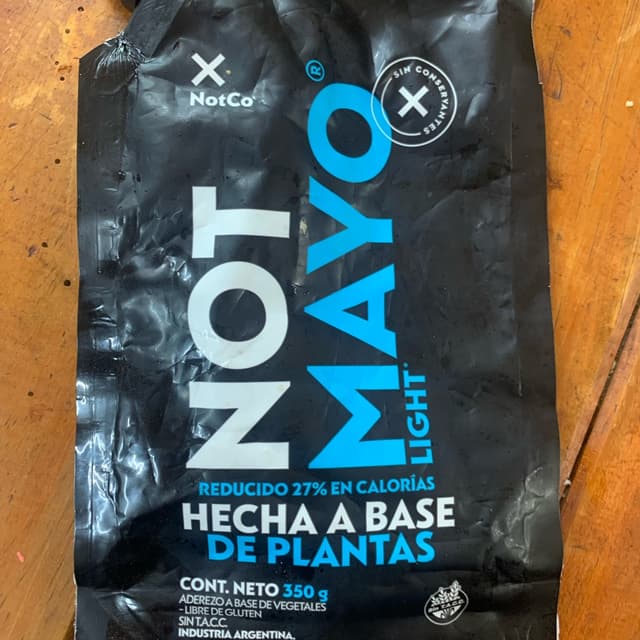 NotCo
SIN CONSERVANTES
NOT
MAYO®
LIGHT
REDUCIDO 27% EN CALORÍAS
HECHA A BASE
DE PLANTAS
CONT. NETO 350 g
ADEREZO A BASE DE VEGETALES
- LIBRE DE GLUTEN
SIN T.A.C.C.
INDUSTRIA ARGENTINA.